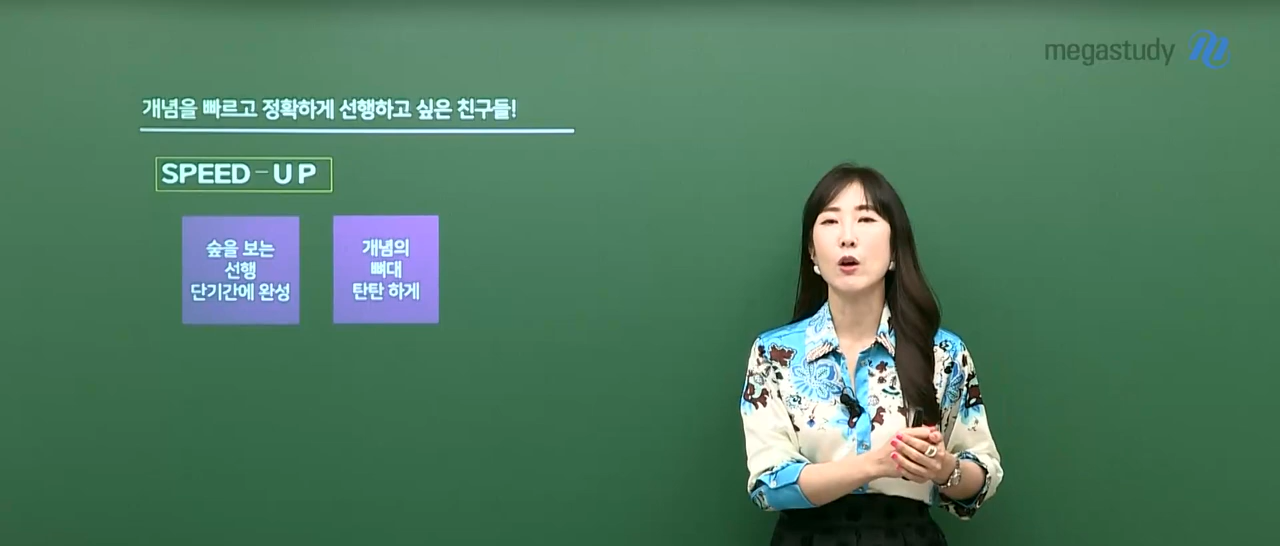 megastudy
개념을 빠르고 정확하게 선행하고 싶은 친구들!
SPEED-UP
숲을 보는
선행
단기간에 완성
개념의
뼈대
탄탄 하게